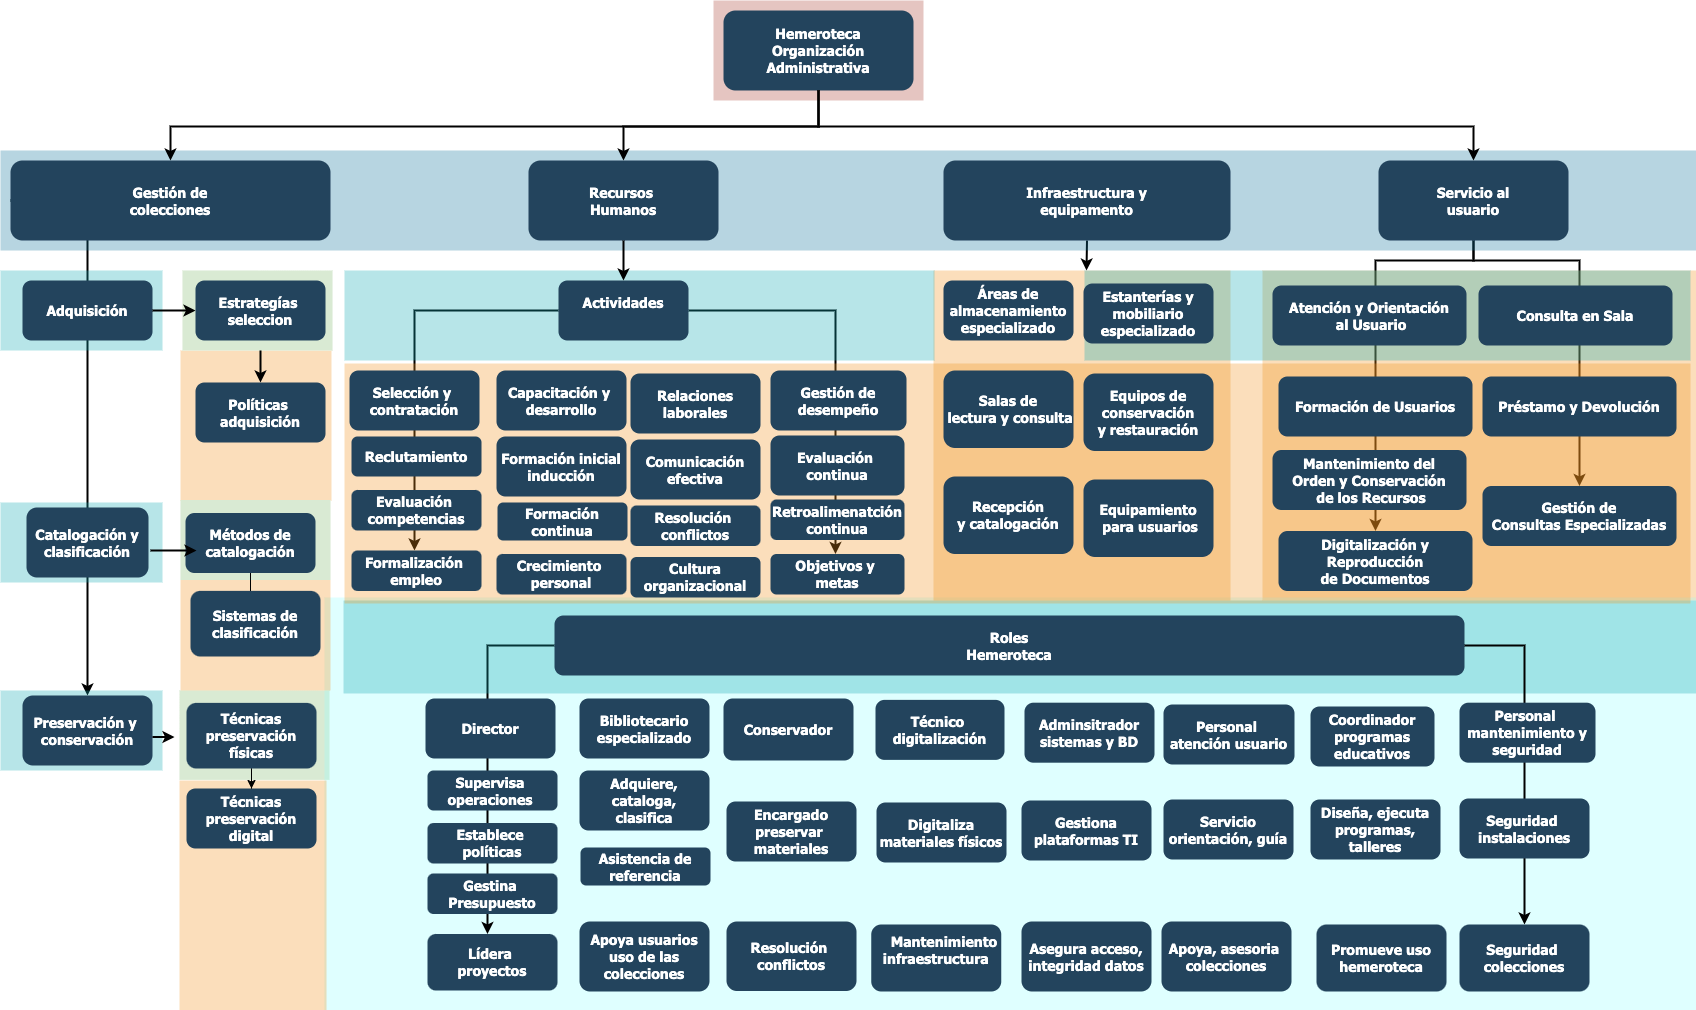 Hemeroteca
Organización
Administrativa
Gestión de
colecciones
Recursos
Humanos
Infraestructura y
equipamento
Servicio al
usuario
Adquisición
Estrategías
seleccion
Políticas
adquisición
Catalogación y
clasificación
Métodos de
catalogación
Sistemas de
clasificación
Preservación y
conservación
Técnicas
preservación
físicas
Técnicas
preservación
digital
Actividades
Selección y
contratación
Reclutamiento
Evaluación
competencias
Formalización
empleo
Capacitación y
desarrollo
Formación inicial
inducción
Formación
continua
Crecimiento
personal
Relaciones
laborales
Comunicación
efectiva
Resolución
conflictos
Cultura
organizacional
Gestión de
desempeño
Evaluación
continua
Retroalimenatción
continua
Objetivos y
metas
Áreas de
almacenamiento
especializado
Estanterías y
mobiliario
especializado
Salas de
lectura y consulta
Equipos de
conservación
y restauración
Recepción
y catalogación
Equipamiento
para usuarios
Atención y Orientación
al Usuario
Consulta en Sala
Formación de Usuarios
Préstamo y Devolución
Mantenimiento del
Orden y Conservación
de los Recursos
Gestión de
Consultas Especializadas
Digitalización y
Reproducción
de Documentos
Roles
Hemeroteca
Director
Supervisa
operaciones
Establece
políticas
Gestina
Presupuesto
Lídera
proyectos
Bibliotecario
especializado
Adquiere,
cataloga,
clasifica
Asistencia de
referencia
Apoya usuarios
uso de las
colecciones
Conservador
Encargado
preservar
materiales
Resolución
conflictos
Técnico
digitalización
Digitaliza
materiales físicos
Mantenimiento
infraestructura
Adminsitrador
sistemas y BD
Gestiona
plataformas TI
Asegura acceso,
integridad datos
Personal
atención usuario
Servicio
orientación, guía
Apoya, asesoria
colecciones
Coordinador
programas
educativos
Diseña, ejecuta
programas,
talleres
Promueve uso
hemeroteca
Personal
mantenimiento y
seguridad
Seguridad
instalaciones
Seguridad
colecciones